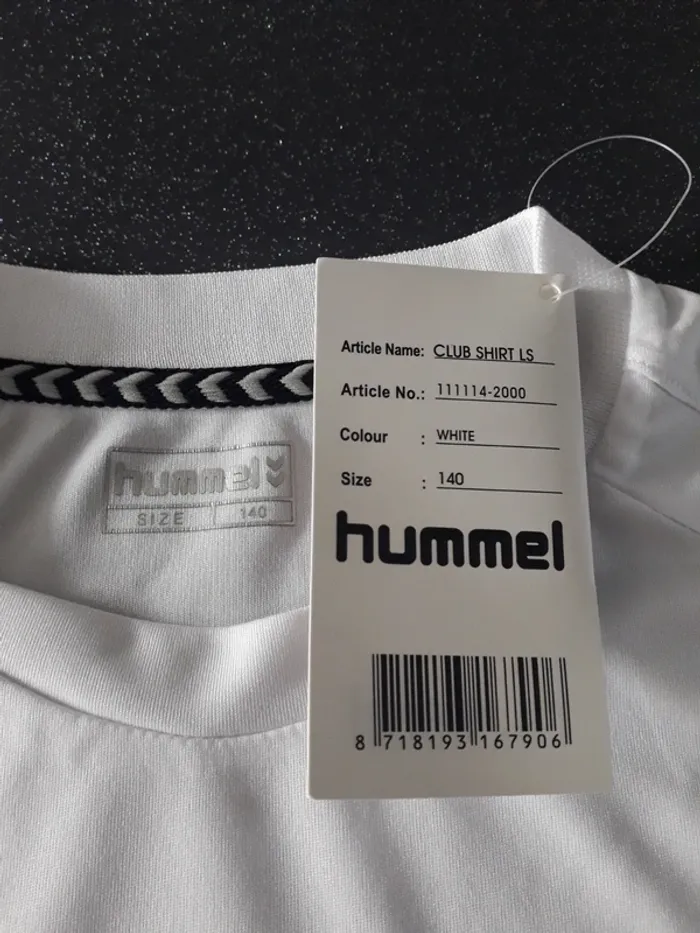 Article Name: CLUB SHIRT LS
Article No.: 111114-2000
Colour : WHITE
Size : 140
hummel
8 718193 167906
hummel
SIZE 140